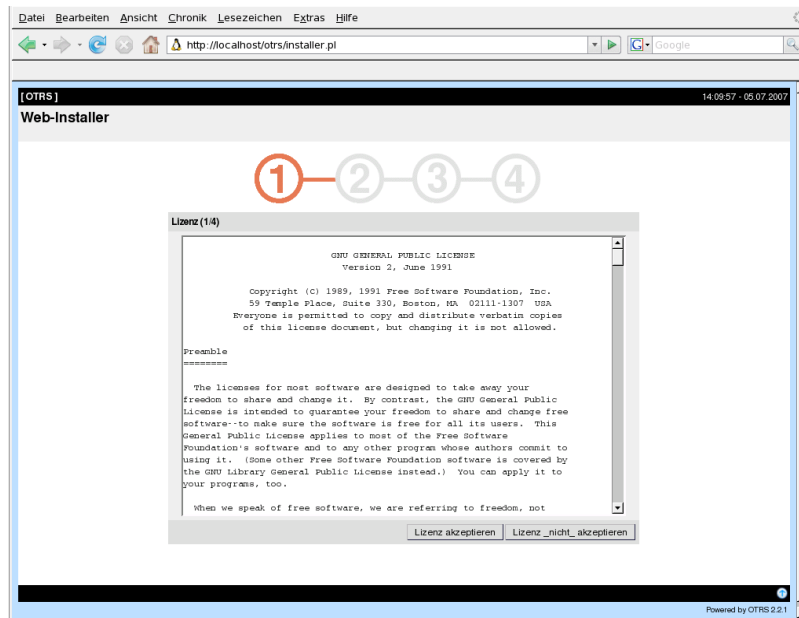 Datei Bearbeiten Ansicht Chronik Lesezeichen Extras Hilfe
http://localhost/otrs/installer.pl
G Google
[ OTRS ]
14:09:57 - 05.07.2007
Web-Installer
1 2 3 4
Lizenz (1/4)
GNU GENERAL PUBLIC LICENSE
Version 2, June 1991
Copyright (C) 1989, 1991 Free Software Foundation, Inc.
59 Temple Place, Suite 330, Boston, MA 02111-1307 USA
Everyone is permitted to copy and distribute verbatim copies
of this license document, but changing it is not allowed.
Preamble
========
The licenses for most software are designed to take away your
freedom to share and change it. By contrast, the GNU General Public
License is intended to guarantee your freedom to share and change free
software--to make sure the software is free for all its users. This
General Public License applies to most of the Free Software
Foundation's software and to any other program whose authors commit to
using it. (Some other Free Software Foundation software is covered by
the GNU Library General Public License instead.) You can apply it to
your programs, too.
When we speak of free software, we are referring to freedom, not
Lizenz akzeptieren Lizenz _nicht_ akzeptieren
Powered by OTRS 2.2.1